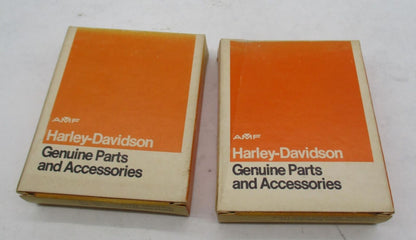 AMF
Harley-Davidson
Genuine Parts
and Accessories
AMF
Harley-Davidson
Genuine Parts
and Accessories